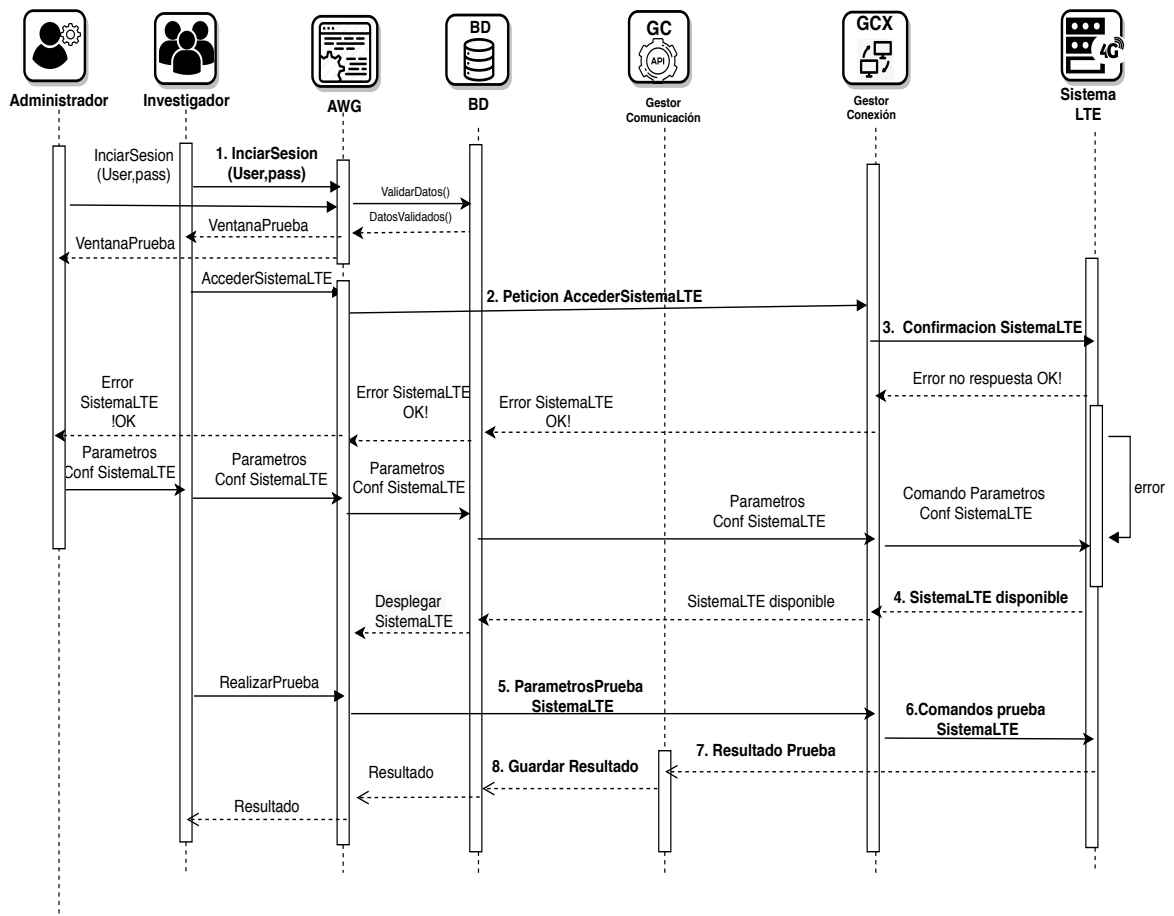 BD
GC
API
GCX
4G
Administrador
Investigador
AWG
BD
Gestor
Comunicación
Gestor
Conexión
Sistema
LTE
InciarSesion
(User,pass)
1. InciarSesion
(User,pass)
ValidarDatos()
DatosValidados()
VentanaPrueba
VentanaPrueba
AccederSistemaLTE
2. Peticion AccederSistemaLTE
3. Confirmacion SistemaLTE
Error no respuesta OK!
Error
SistemaLTE
!OK
Error SistemaLTE
OK!
Error SistemaLTE
OK!
Parametros
Conf SistemaLTE
Parametros
Conf SistemaLTE
Parametros
Conf SistemaLTE
Parametros
Conf SistemaLTE
Comando Parametros
Conf SistemaLTE
error
4. SistemaLTE disponible
SistemaLTE disponible
Desplegar
SistemaLTE
RealizarPrueba
5. ParametrosPrueba
SistemaLTE
6.Comandos prueba
SistemaLTE
7. Resultado Prueba
8. Guardar Resultado
Resultado
Resultado